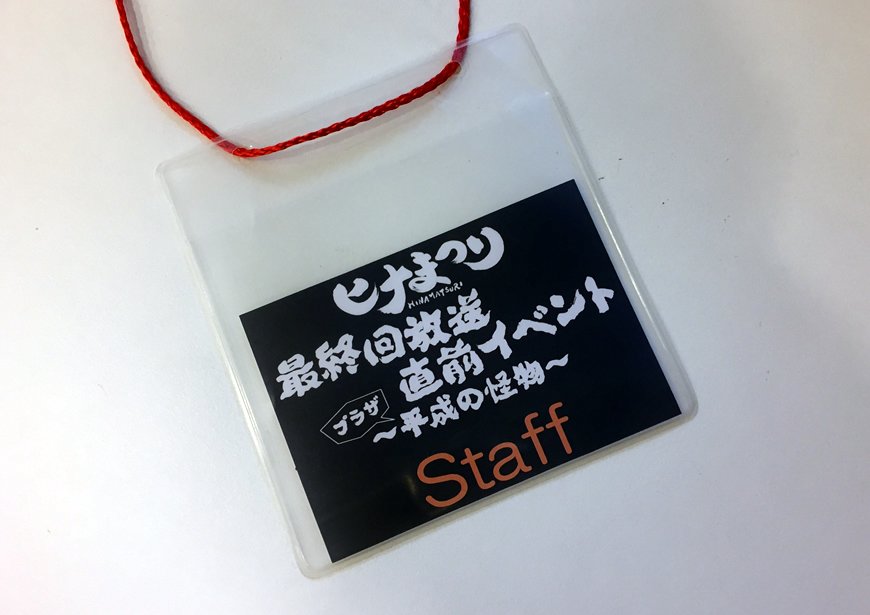 ヒナまつり
HINAMATSURI
最終回放送
直前イベント
プラザ
～平成の怪物～
Staff